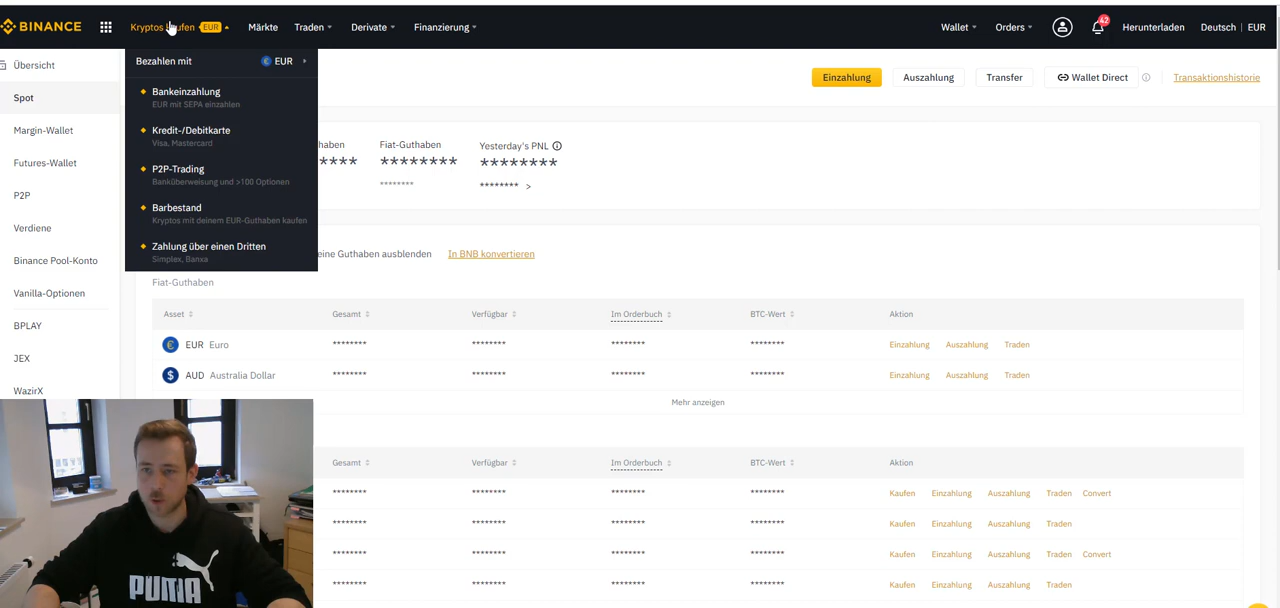 BINANCE
Kryptos kaufen EUR
Märkte
Traden
Derivate
Finanzierung
Wallet
Orders
42
Herunterladen
Deutsch | EUR
Bezahlen mit
EUR
Bankeinzahlung
EUR mit SEPA einzahlen
Kredit-/Debitkarte
Visa, Mastercard
P2P-Trading
Banküberweisung und >100 Optionen
Barbestand
Kryptos mit deinem EUR-Guthaben kaufen
Zahlung über einen Dritten
Simplex, Banxa
Übersicht
Spot
Margin-Wallet
Futures-Wallet
P2P
Verdiene
Binance Pool-Konto
Vanilla-Optionen
BPLAY
JEX
WazirX
Einzahlung
Auszahlung
Transfer
Wallet Direct
Transaktionshistorie
haben
****
Fiat-Guthaben
********
********
Yesterday's PNL
********
******** >
eine Guthaben ausblenden
In BNB konvertieren
Fiat-Guthaben
Asset Gesamt Verfügbar Im Orderbuch BTC-Wert Aktion
EUR Euro ******** ******** ******** ******** Einzahlung Auszahlung Traden
AUD Australia Dollar ******** ******** ******** ******** Einzahlung Auszahlung Traden
Mehr anzeigen
Gesamt Verfügbar Im Orderbuch BTC-Wert Aktion
******** ******** ******** ******** Kaufen Einzahlung Auszahlung Traden Convert
******** ******** ******** ******** Kaufen Einzahlung Auszahlung Traden
******** ******** ******** ******** Kaufen Einzahlung Auszahlung Traden Convert
******** ******** ******** ******** Kaufen Einzahlung Auszahlung Traden
PUMA